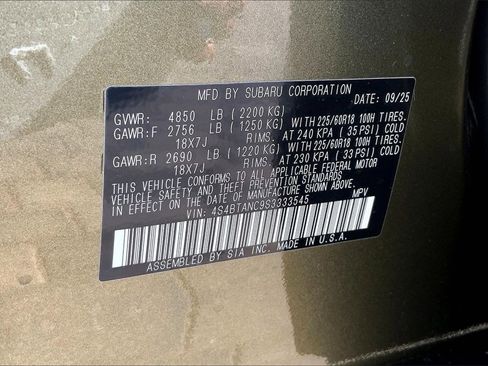 MFD BY SUBARU CORPORATION DATE: 09/25
GVWR: 4850 LB (2200 KG)
GAWR:F 2756 LB (1250 KG) WITH 225/60R18 100H TIRES.
18X7J RIMS. AT 240 KPA (35 PSI) COLD
GAWR:R 2690 LB (1220 KG) WITH 225/60R18 100H TIRES.
18X7J RIMS. AT 230 KPA (33 PSI) COLD
THIS VEHICLE CONFORMS TO ALL APPLICABLE FEDERAL MOTOR
VEHICLE SAFETY STANDARDS IN EFFECT ON THE
DATE OF MANUFACTURE SHOWN ABOVE.
VIN: 4S4BTANC9S3333545 MPV
ASSEMBLED BY SIA INC. MADE IN U.S.A.